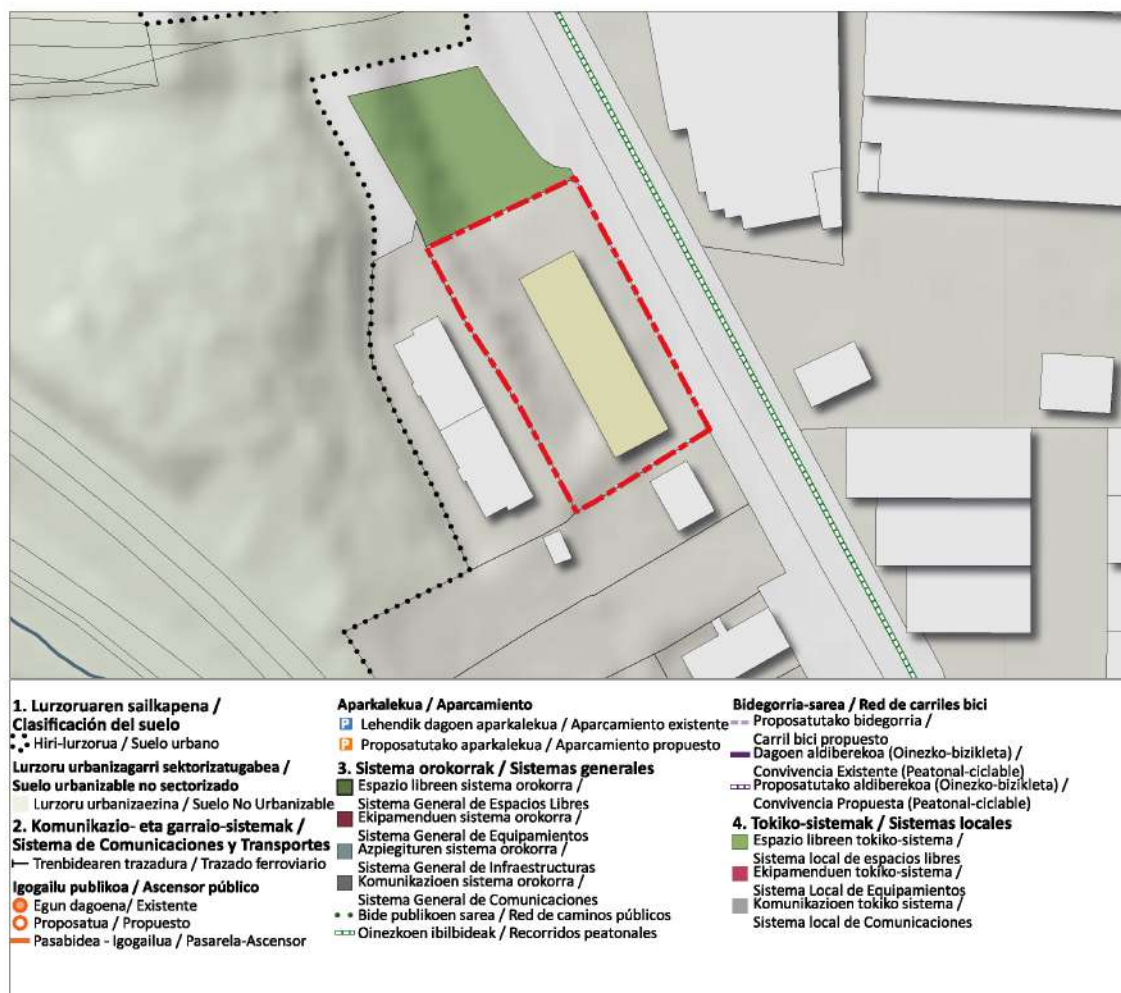 1. Lurzoruaren sailkapena /
Clasificación del suelo
Hiri-lurzorua / Suelo urbano
Lurzoru urbanizagarri sektorizatugabea /
Suelo urbanizable no sectorizado
Lurzoru urbanizaezina / Suelo No Urbanizable
2. Komunikazio- eta garraio-sistemak /
Sistema de Comunicaciones y Transportes
Trenbidearen trazadura / Trazado ferroviario
Igogailu publikoa / Ascensor público
Egun dagoena/ Existente
Proposatua / Propuesto
Pasabidea - Igogailua / Pasarela-Ascensor
Aparkalekua / Aparcamiento
P Lehendik dagoen aparkalekua / Aparcamiento existente
P Proposatutako aparkalekua / Aparcamiento propuesto
3. Sistema orokorrak / Sistemas generales
Espazio libreen sistema orokorra /
Sistema General de Espacios Libres
Ekipamenduen sistema orokorra /
Sistema General de Equipamientos
Azpiegituren sistema orokorra /
Sistema General de Infraestructuras
Komunikazioen sistema orokorra /
Sistema General de Comunicaciones
Bide publikoen sarea / Red de caminos públicos
Oinezkoen ibilbideak / Recorridos peatonales
Bidegorria-sarea / Red de carriles bici
Proposatutako bidegorria /
Carril bici propuesto
Dagoen aldiberekoa (Oinezko-bizikleta) /
Convivencia Existente (Peatonal-ciclable)
Proposatutako aldiberekoa (Oinezko-bizikleta) /
Convivencia Propuesta (Peatonal-ciclable)
4. Tokiko-sistemak / Sistemas locales
Espazio libreen tokiko-sistema /
Sistema local de espacios libres
Ekipamenduen tokiko-sistema /
Sistema Local de Equipamientos
Komunikazioen tokiko sistema /
Sistema local de Comunicaciones